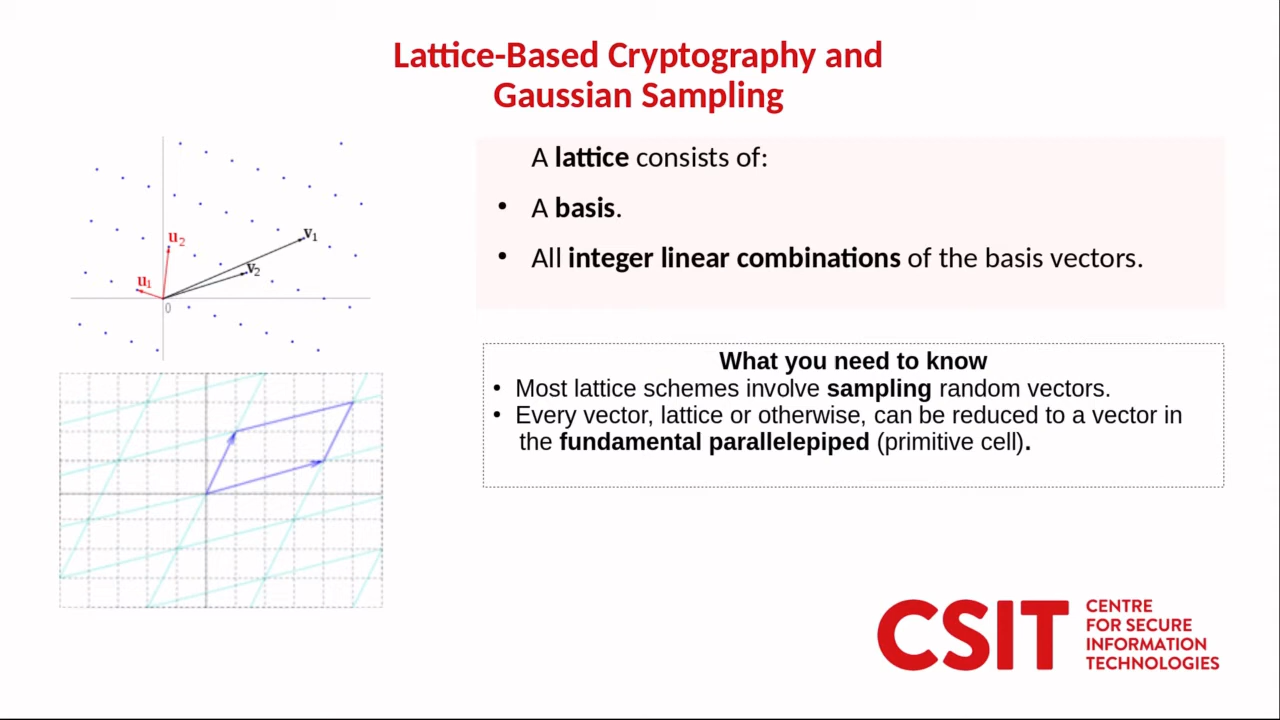 Lattice-Based Cryptography and
Gaussian Sampling
u₂
u₁
v₁
v₂
0
A lattice consists of:
• A basis.
• All integer linear combinations of the basis vectors.
What you need to know
• Most lattice schemes involve sampling random vectors.
• Every vector, lattice or otherwise, can be reduced to a vector in
the fundamental parallelepiped (primitive cell).
CSIT
CENTRE
FOR SECURE
INFORMATION
TECHNOLOGIES